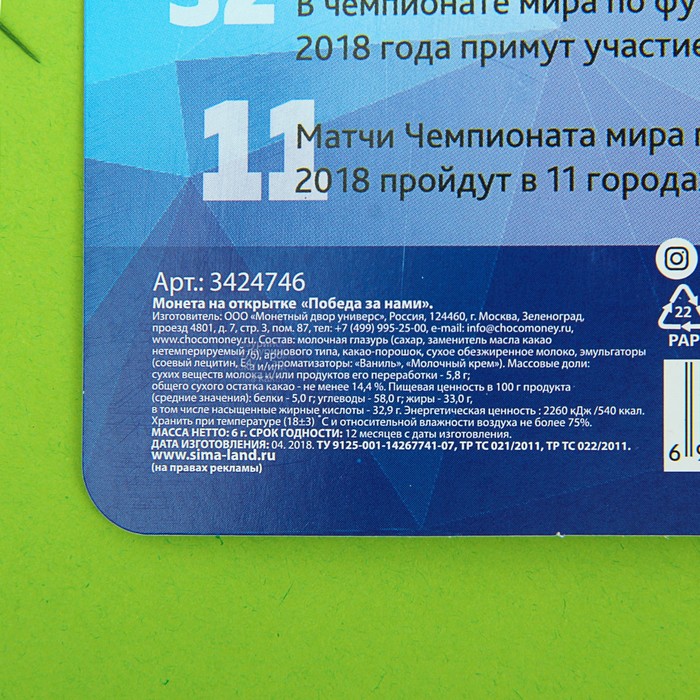 32
В чемпионате мира по фу
2018 года примут участие
11
Матчи Чемпионата мира
2018 пройдут в 11 города
Арт.: 3424746
Монета на открытке «Победа за нами».
Изготовитель: ООО «Монетный двор универс», Россия, 124460, г. Москва, Зеленоград,
проезд 4801, д. 7, стр. 3, пом. 87, тел: +7 (499) 995-25-00, e-mail: info@chocomoney.ru,
www.chocomoney.ru. Состав: молочная глазурь (сахар, заменитель масла какао
нетемперируемый лауринового типа, какао-порошок, сухое обезжиренное молоко, эмульгаторы
(соевый лецитин, ароматизаторы: «Ваниль», «Молочный крем»). Массовые доли:
сухих веществ молока и/или продуктов его переработки - 5,8 г;
общего сухого остатка какао - не менее 14,4 %. Пищевая ценность в 100 г продукта
(средние значения): белки - 5,0 г; углеводы - 58,0 г; жиры - 33,0 г,
в том числе насыщенные жирные кислоты - 32,9 г. Энергетическая ценность : 2260 кДж /540 ккал.
Хранить при температуре (18±3) °С и относительной влажности воздуха не более 75%.
МАССА НЕТТО: 6 г. СРОК ГОДНОСТИ: 12 месяцев с даты изготовления.
ДАТА ИЗГОТОВЛЕНИЯ: 04. 2018. ТУ 9125-001-14267741-07, ТР ТС 021/2011, ТР ТС 022/2011.
www.sima-land.ru
(на правах рекламы)
22
PAP
6